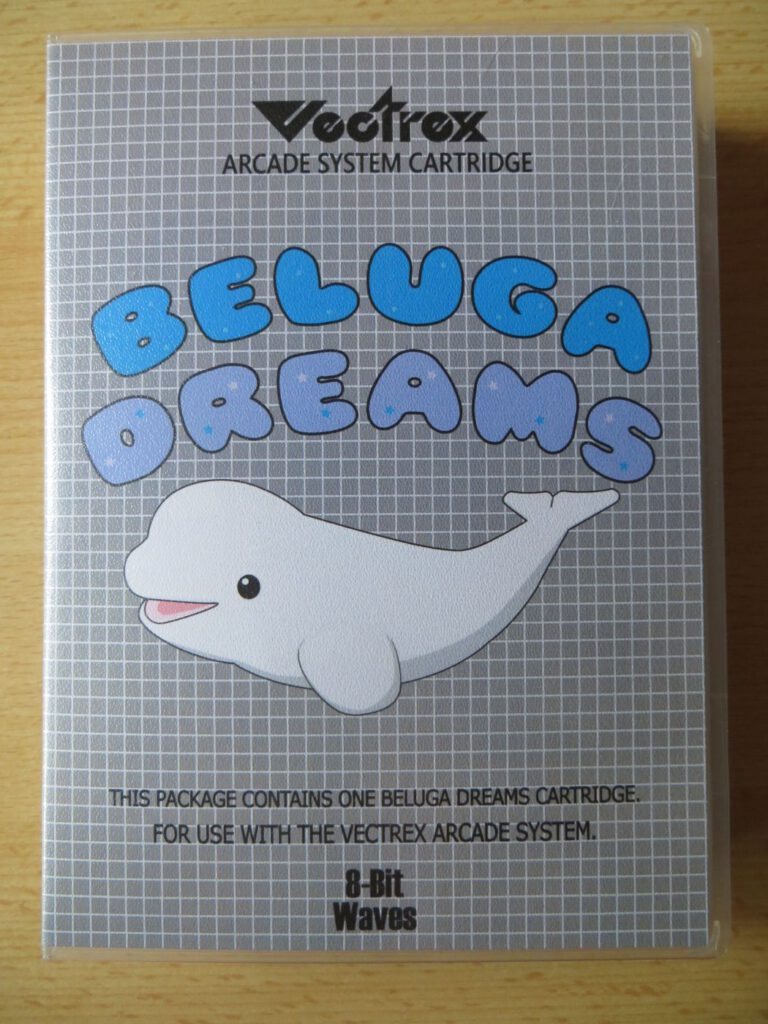 Vectrex
ARCADE SYSTEM CARTRIDGE
BELUGA
DREAMS
THIS PACKAGE CONTAINS ONE BELUGA DREAMS CARTRIDGE.
FOR USE WITH THE VECTREX ARCADE SYSTEM.
8-Bit
Waves